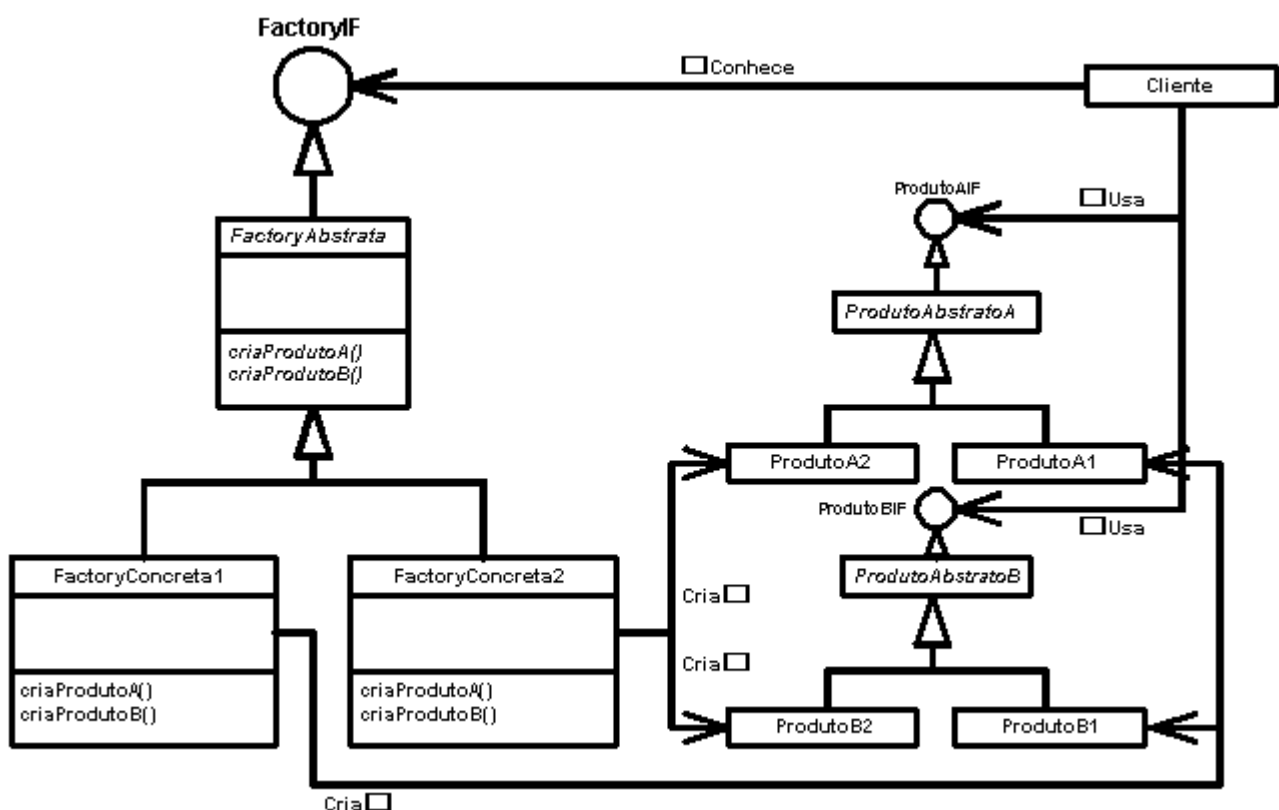 FactoryIF
Conhece
Cliente
ProdutoAIF
Usa
FactoryAbstrata
ProdutoAbstratoA
criaProdutoA()
criaProdutoB()
ProdutoA2
ProdutoA1
ProdutoBIF
Usa
FactoryConcreta1
FactoryConcreta2
ProdutoAbstratoB
Cria
Cria
criaProdutoA()
criaProdutoB()
criaProdutoA()
criaProdutoB()
ProdutoB2
ProdutoB1
Cria